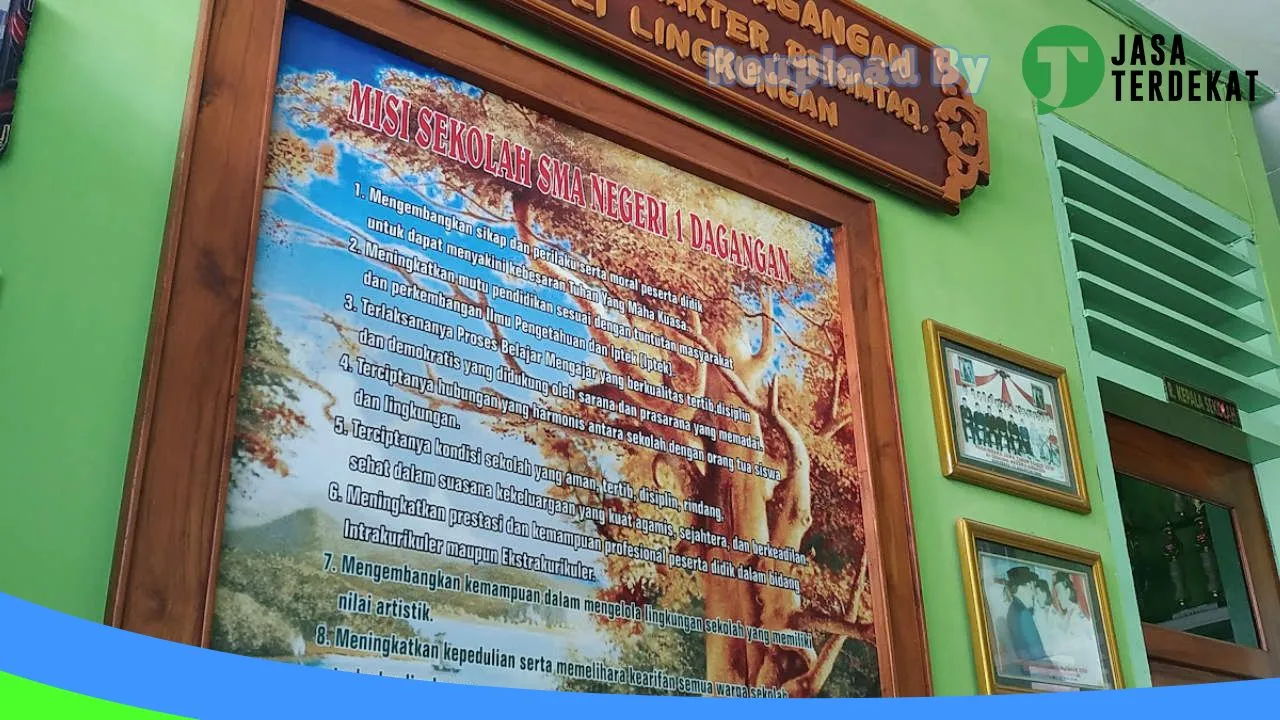 DAGANGAN
KARAKTER BERIMTAQ,
LINGKUNGAN
Reupload By
JASA
TERDEKAT
MISI SEKOLAH SMA NEGERI 1 DAGANGAN
1. Mengembangkan sikap dan perilaku serta moral peserta didik
untuk dapat menyakini kebesaran Tuhan Yang Maha Kuasa.
2. Meningkatkan mutu pendidikan sesuai dengan tuntutan masyarakat
dan perkembangan Ilmu Pengetahuan dan Iptek (Iptek)
3. Terlaksananya Proses Belajar Mengajar yang berkualitas tertib,disiplin
dan demokratis yang didukung oleh sarana dan prasarana yang memadai.
4. Terciptanya hubungan yang harmonis antara sekolah dengan orang tua siswa
dan lingkungan.
5. Terciptanya kondisi sekolah yang aman, tertib, disiplin, rindang,
sehat dalam suasana kekeluargaan yang kuat agamis, sejahtera, dan berkeadilan.
6. Meningkatkan prestasi dan kemampuan profesional peserta didik dalam bidang
Intrakurikuler maupun Ekstrakurikuler.
7. Mengembangkan kemampuan dalam mengelola lingkungan sekolah yang memiliki
nilai artistik.
8. Meningkatkan kepedulian serta memelihara kearifan semua warga sekolah
R. KEPALA SEKOLAH